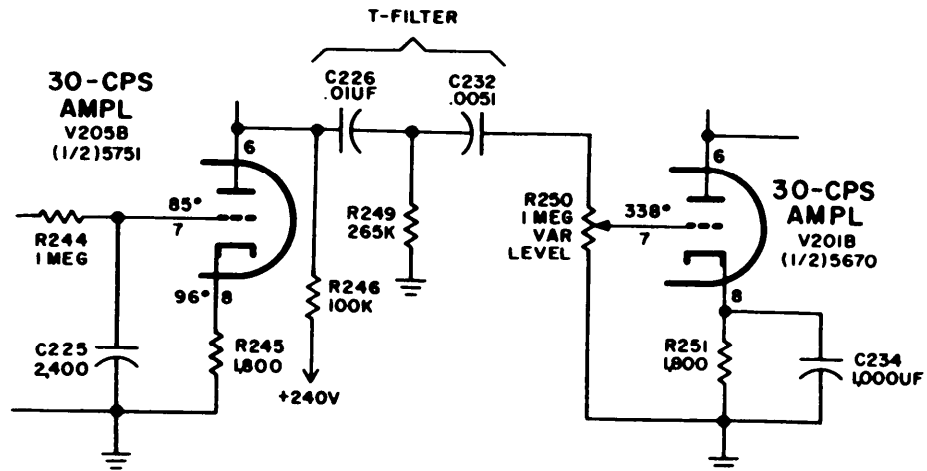 T-FILTER
30-CPS
AMPL
V205B
(1/2)5751
C226
.01UF
C232
.0051
6
85°
7
R244
1 MEG
96° 8
R249
265K
R246
100K
R250
1 MEG
VAR
LEVEL
6
338°
7
30-CPS
AMPL
V201B
(1/2)5670
8
C225
2,400
R245
1,800
+240V
R251
1,800
C234
1,000UF